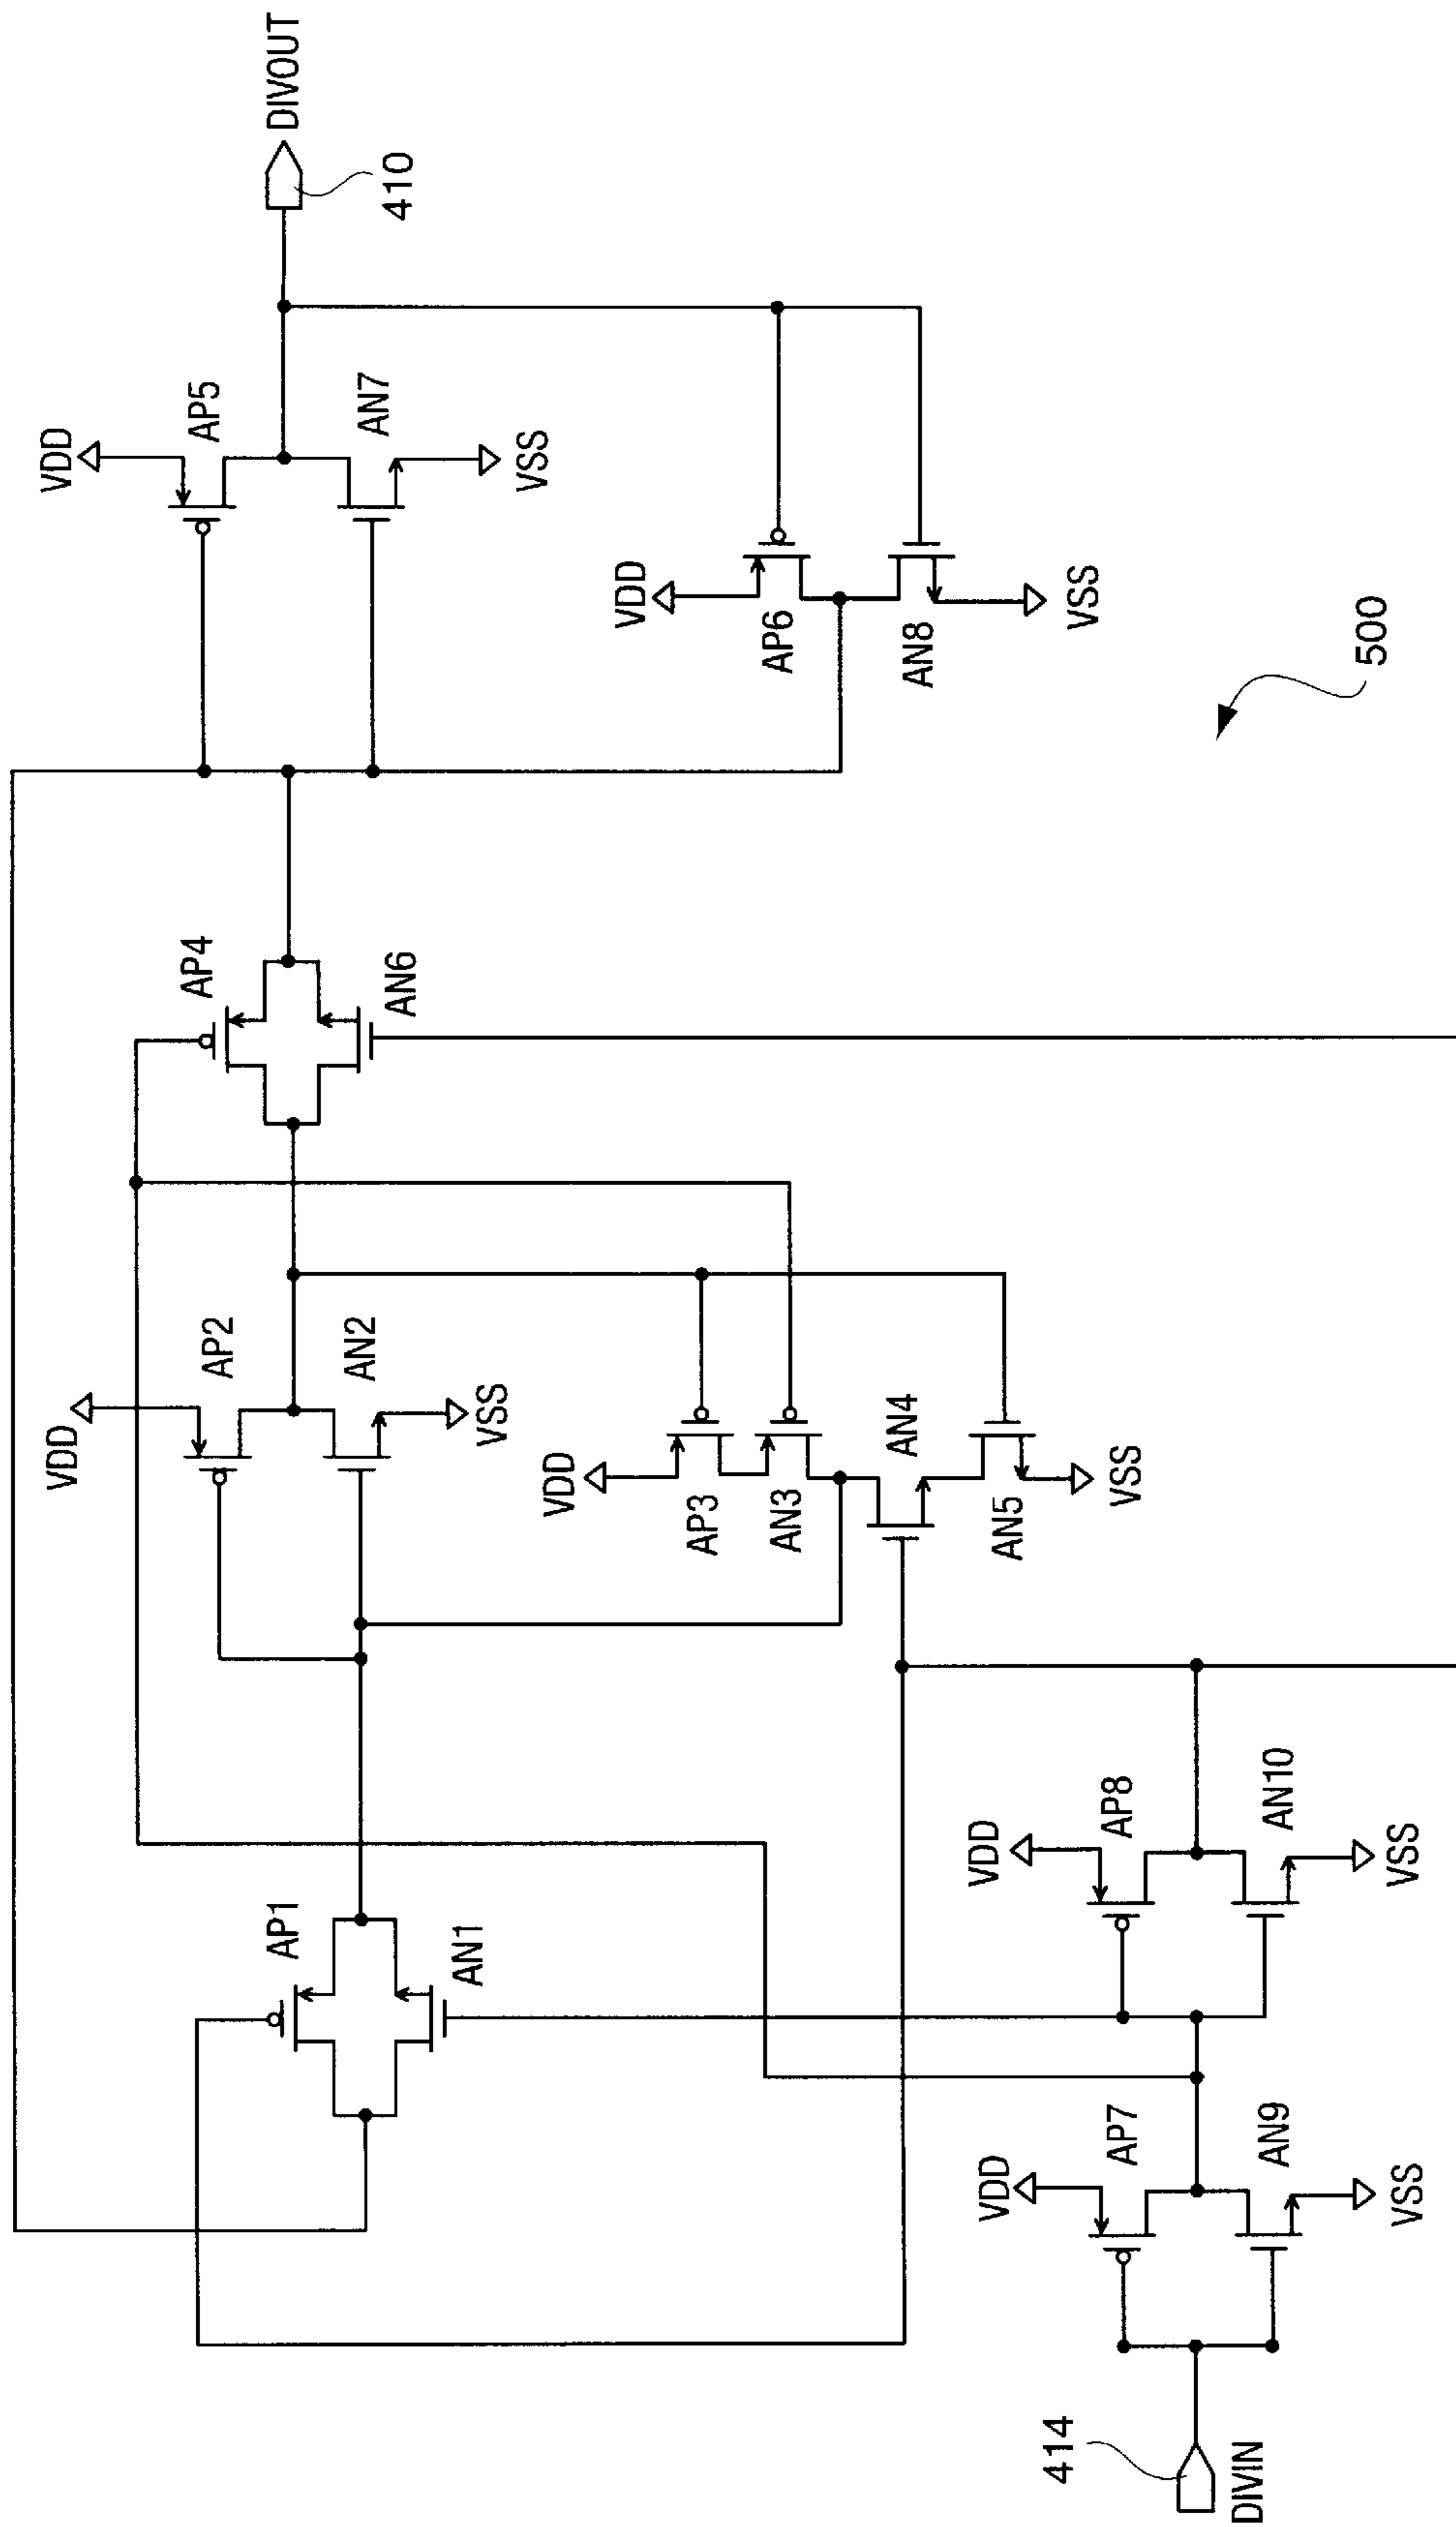 VDD
AP5
AN7
VSS
DIVOUT
410
VDD
AP6
AN8
VSS
500
AP4
AN6
VDD
AP2
AN2
VSS
VDD
AP3
AN3
AN4
AN5
VSS
AP1
AN1
VDD
AP8
AN10
VSS
VDD
AP7
AN9
VSS
414
DIVIN